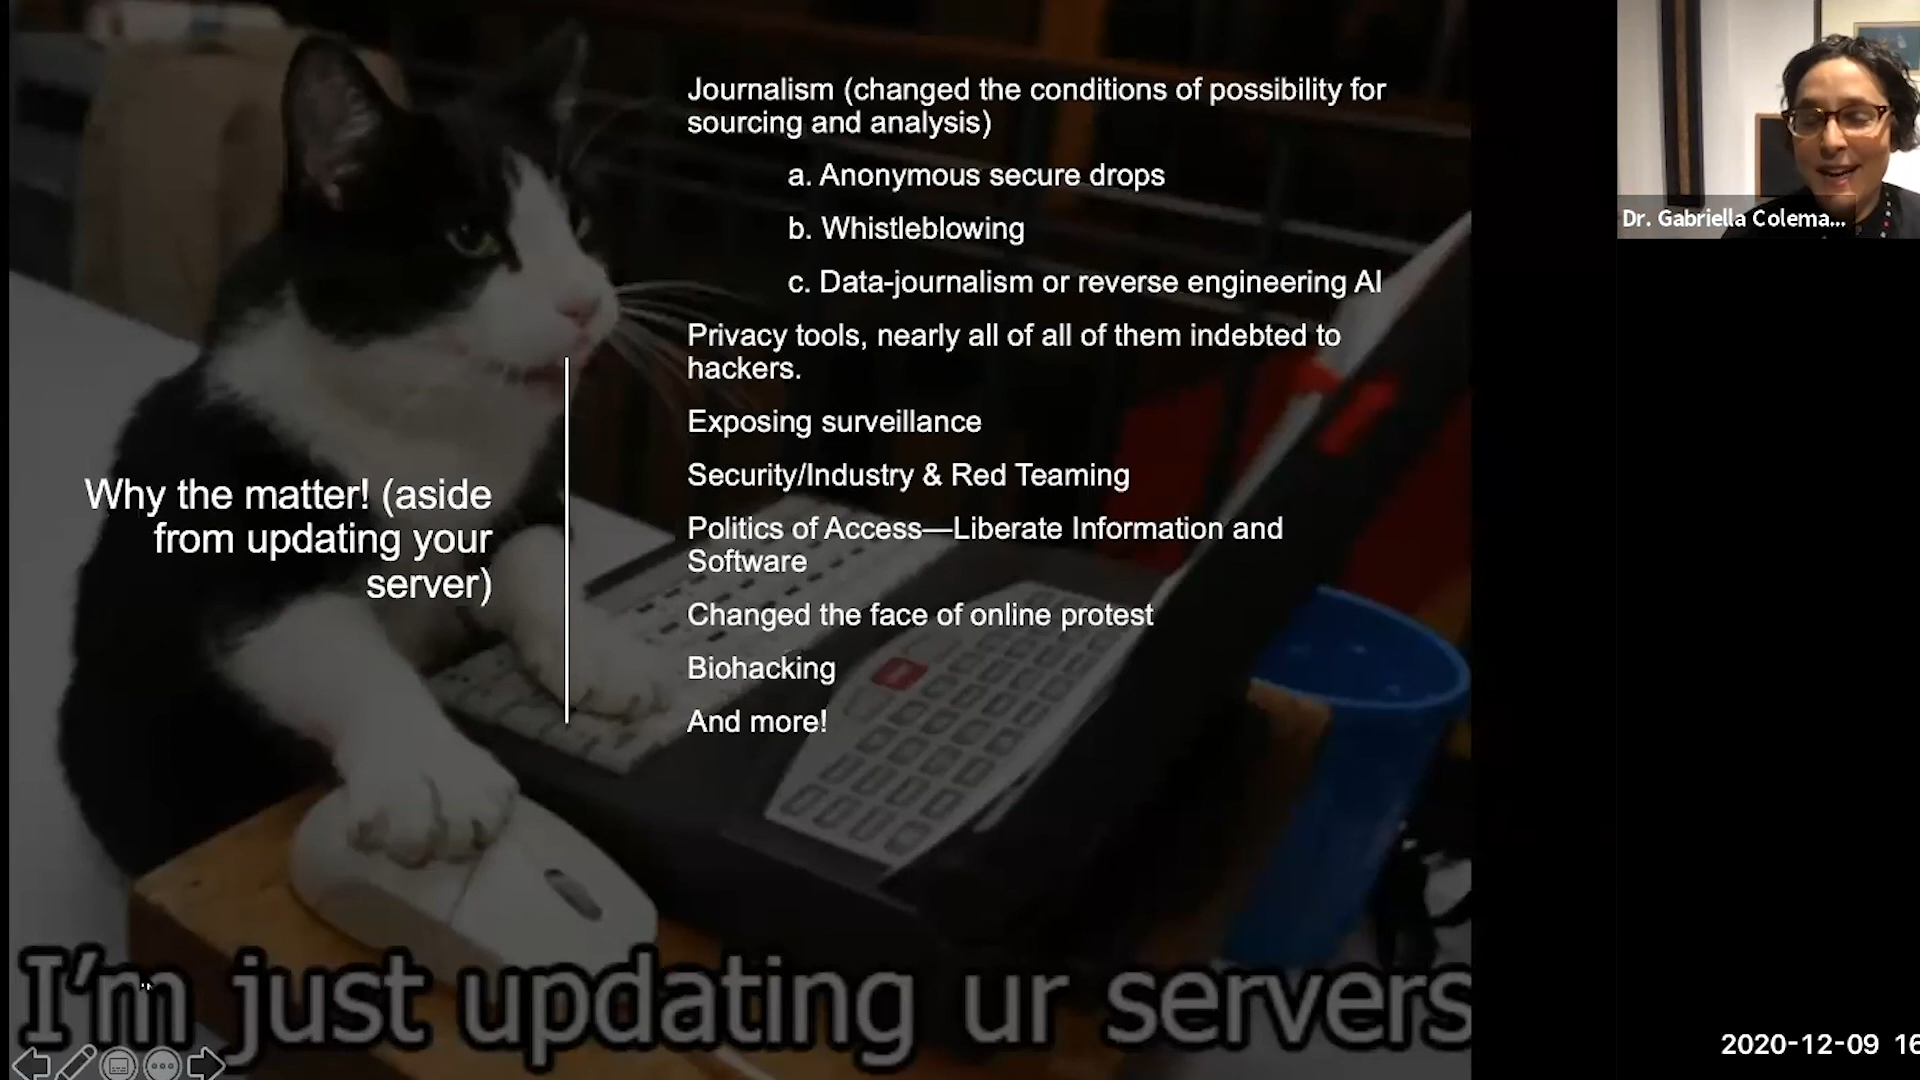 Journalism (changed the conditions of possibility for
sourcing and analysis)
a. Anonymous secure drops
b. Whistleblowing
c. Data-journalism or reverse engineering AI
Privacy tools, nearly all of all of them indebted to
hackers.
Exposing surveillance
Security/Industry & Red Teaming
Politics of Access—Liberate Information and
Software
Changed the face of online protest
Biohacking
And more!
Why the matter! (aside
from updating your
server)
I'm just updating ur servers
Dr. Gabriella Colema...
2020-12-09 16